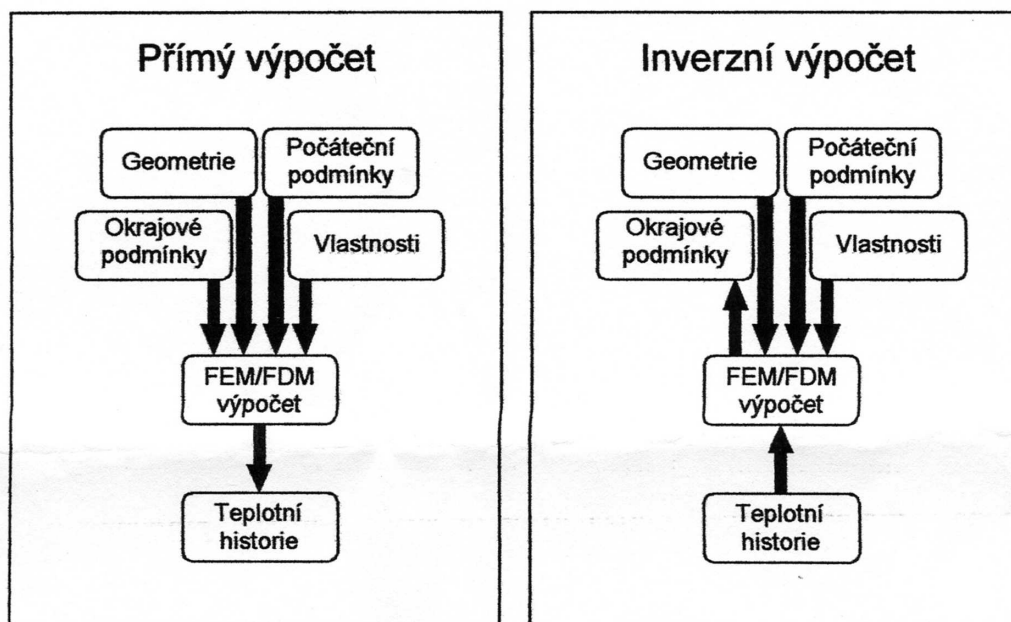 Přímý výpočet
Geometrie
Počáteční
podmínky
Okrajové
podmínky
Vlastnosti
FEM/FDM
výpočet
Teplotní
historie
Inverzní výpočet
Geometrie
Počáteční
podmínky
Okrajové
podmínky
Vlastnosti
FEM/FDM
výpočet
Teplotní
historie